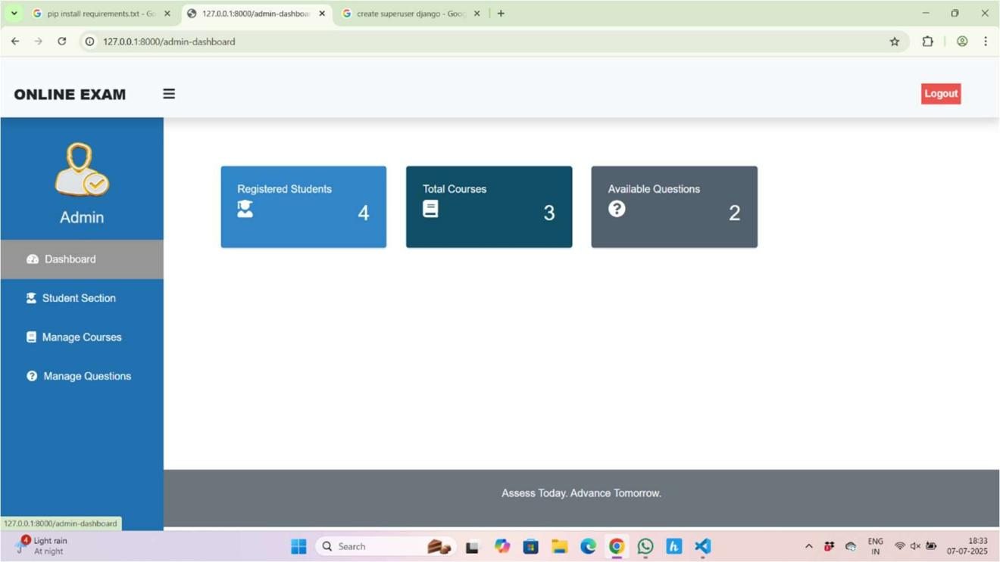 pip install requirements.txt - Go
127.0.0.1:8000/admin-dashboar
create superuser django - Goog
127.0.0.1:8000/admin-dashboard
ONLINE EXAM
Logout
Admin
Dashboard
Student Section
Manage Courses
Manage Questions
Registered Students
4
Total Courses
3
Available Questions
2
Assess Today. Advance Tomorrow.
127.0.0.1:8000/admin-dashboard
4
Light rain
At night
Search
h
ENG
IN
18:33
07-07-2025